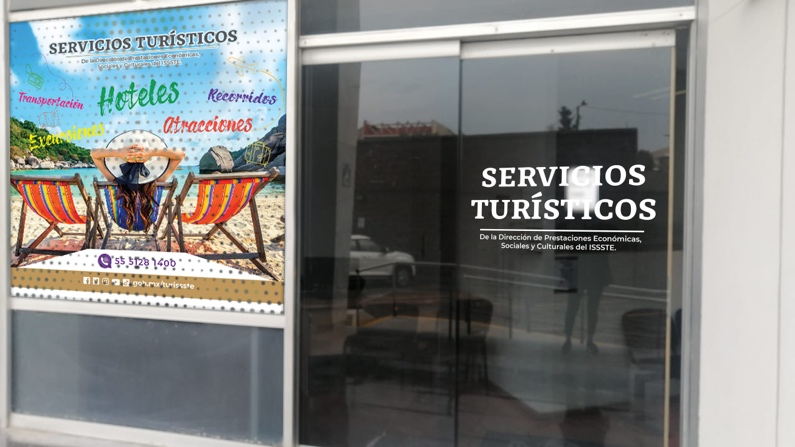 SERVICIOS TURÍSTICOS
De la Dirección de Prestaciones Económicas,
Sociales y Culturales del ISSSTE.
Transportación
Hoteles
Recorridos
Excursiones
Atracciones
55 5128 1400
gob.mx/turissste
SERVICIOS
TURÍSTICOS
De la Dirección de Prestaciones Económicas,
Sociales y Culturales del ISSSTE.